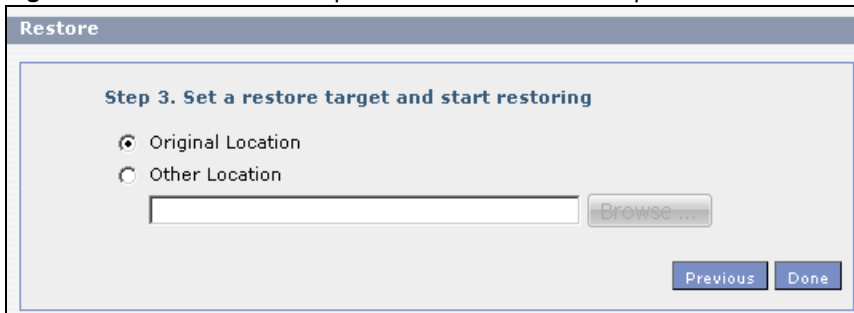 Restore
Step 3. Set a restore target and start restoring
Original Location
Other Location
Browse ...
Previous Done